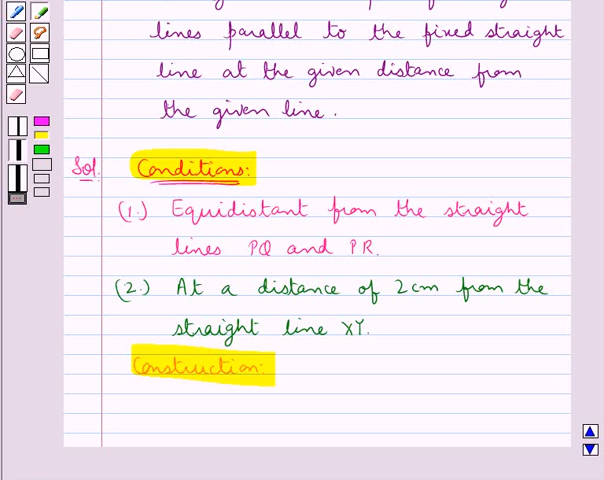 lines parallel to the fixed straight
line at the given distance from
the given line.
Sol. Conditions:
(1.) Equidistant from the straight
lines PQ and PR.
(2.) At a distance of 2cm from the
straight line XY.
Construction: